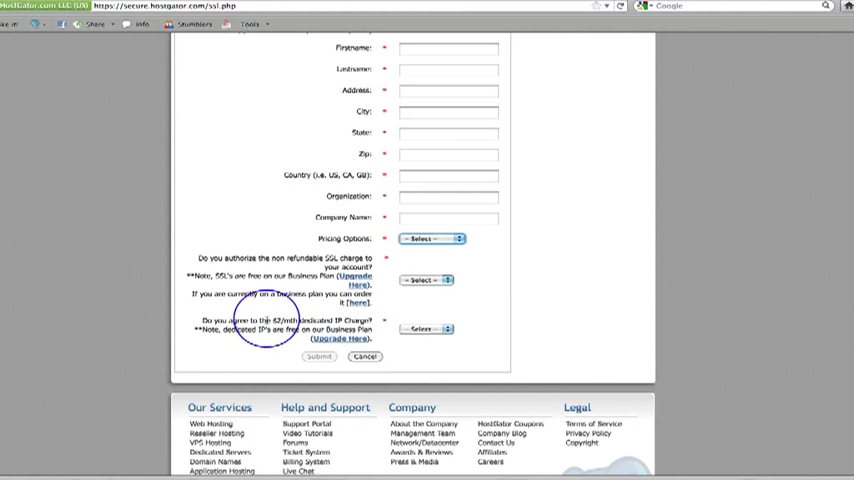 HostGator.com LLC (US) https://secure.hostgator.com/ssl.php Google
ke it! Share Info Stumblers Tools
Firstname: *
Lastname: *
Address: *
City: *
State: *
Zip: *
Country (i.e. US, CA, GB): *
Organization: *
Company Name: *
Pricing Options: * - Select -
Do you authorize the non refundable SSL charge to *
your account?
**Note, SSL's are free on our Business Plan (Upgrade - Select -
Here).
If you are currently on a business plan you can order
it [here].
Do you agree to the $2/mth dedicated IP Charge? *
**Note, dedicated IP's are free on our Business Plan - Select -
(Upgrade Here).
Submit Cancel
Our Services Help and Support Company Legal
Web Hosting Support Portal About the Company HostGator Coupons Terms of Service
Reseller Hosting Video Tutorials Management Team Company Blog Privacy Policy
VPS Hosting Forums Network/Datacenter Contact Us Copyright
Dedicated Servers Ticket System Awards & Reviews Affiliates
Domain Names Billing System Press & Media Careers
Application Hosting Live Chat